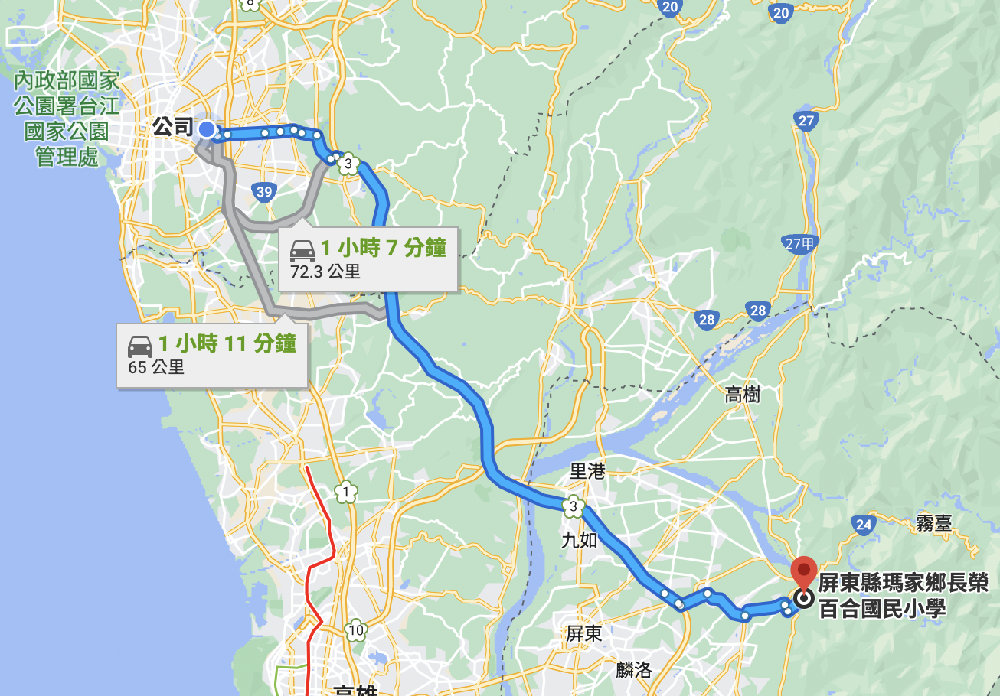 8
20
20
內政部國家
公園署台江
國家公園
管理處
公司
27
3
39
1 小時 7 分鐘
72.3 公里
27甲
28
28
1 小時 11 分鐘
65 公里
高樹
里港
1
3
24
霧臺
九如
屏東縣瑪家鄉長榮
百合國民小學
10
屏東
麟洛
高雄